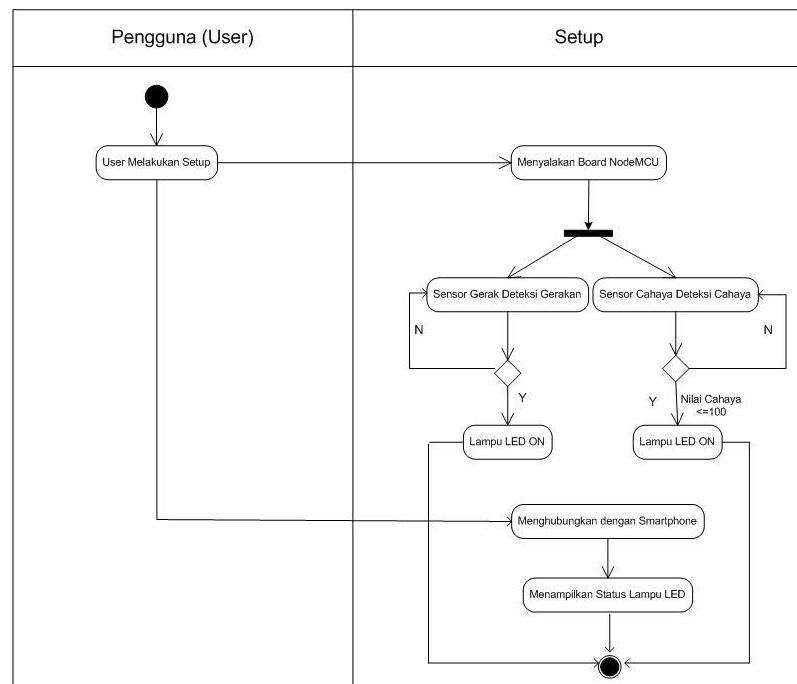 Pengguna (User)
Setup
User Melakukan Setup
Menyalakan Board NodeMCU
Sensor Gerak Deteksi Gerakan
Sensor Cahaya Deteksi Cahaya
N
N
Y
Y
Nilai Cahaya
<=100
Lampu LED ON
Lampu LED ON
Menghubungkan dengan Smartphone
Menampilkan Status Lampu LED